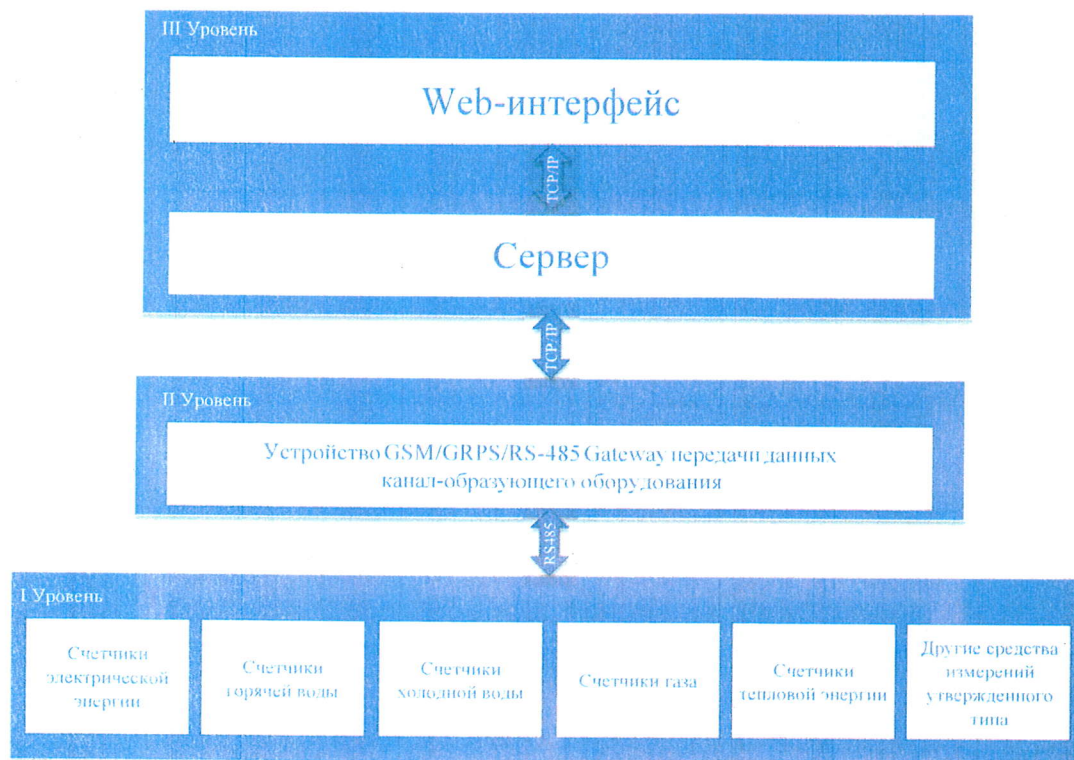 III Уровень
Web-интерфейс
TCP/IP
Сервер
TCP/IP
II Уровень
Устройство GSM/GRPS/RS-485 Gateway передачи данных
канал-образующего оборудования
RS485
I Уровень
Счетчики
электрической
энергии
Счетчики
горячей воды
Счетчики
холодной воды
Счетчики газа
Счетчики
тепловой энергии
Другие средства
измерений
утвержденного
типа